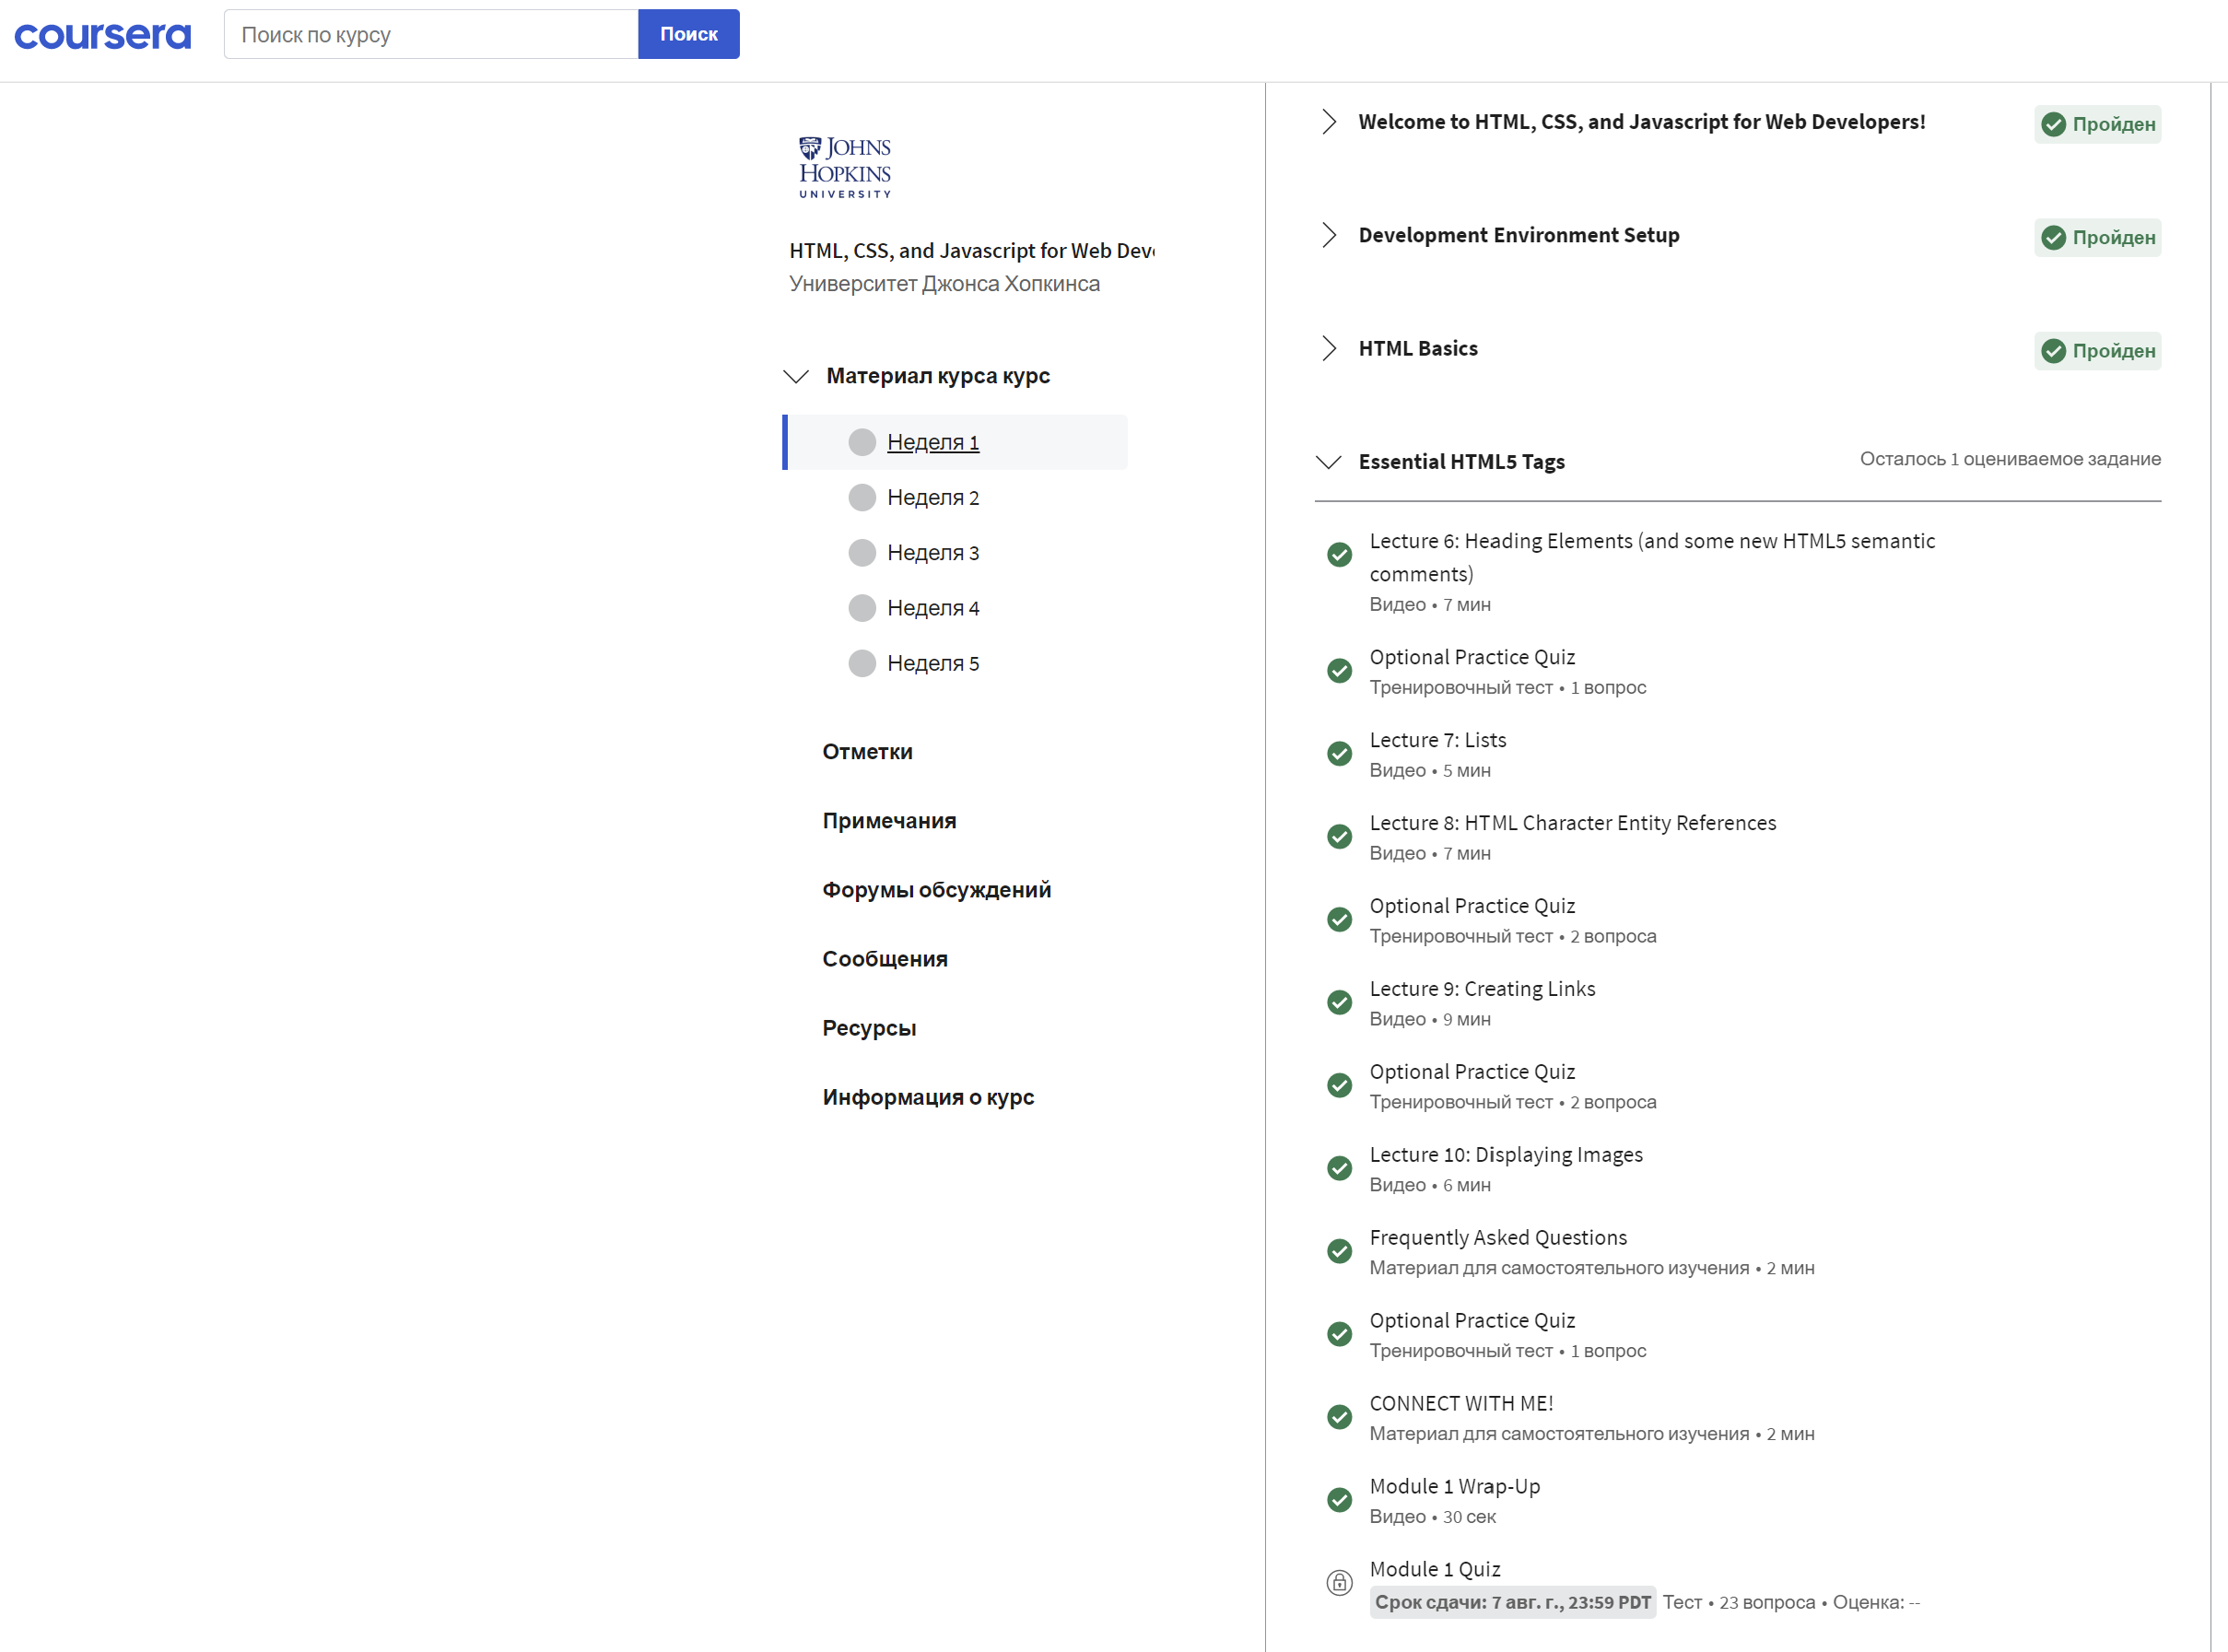 coursera
Поиск по курсу
Поиск
JOHNS
HOPKINS
UNIVERSITY
HTML, CSS, and Javascript for Web Dev
Университет Джонса Хопкинса
Материал курса курс
Неделя 1
Неделя 2
Неделя 3
Неделя 4
Неделя 5
Отметки
Примечания
Форумы обсуждений
Сообщения
Ресурсы
Информация о курс
Welcome to HTML, CSS, and Javascript for Web Developers!
Пройден
Development Environment Setup
Пройден
HTML Basics
Пройден
Essential HTML5 Tags
Осталось 1 оцениваемое задание
Lecture 6: Heading Elements (and some new HTML5 semantic
comments)
Видео • 7 мин
Optional Practice Quiz
Тренировочный тест • 1 вопрос
Lecture 7: Lists
Видео • 5 мин
Lecture 8: HTML Character Entity References
Видео • 7 мин
Optional Practice Quiz
Тренировочный тест • 2 вопроса
Lecture 9: Creating Links
Видео • 9 мин
Optional Practice Quiz
Тренировочный тест • 2 вопроса
Lecture 10: Displaying Images
Видео • 6 мин
Frequently Asked Questions
Материал для самостоятельного изучения • 2 мин
Optional Practice Quiz
Тренировочный тест • 1 вопрос
CONNECT WITH ME!
Материал для самостоятельного изучения • 2 мин
Module 1 Wrap-Up
Видео • 30 сек
Module 1 Quiz
Срок сдачи: 7 авг. г., 23:59 PDT Тест • 23 вопроса • Оценка: --